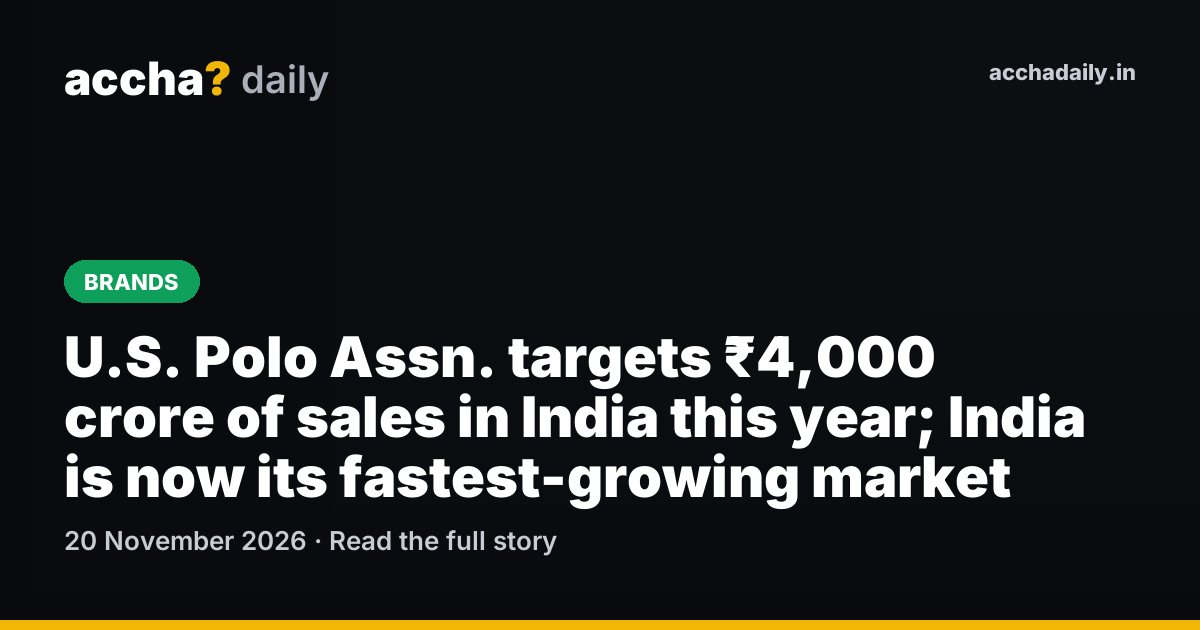 accha? daily
acchadaily.in
BRANDS
U.S. Polo Assn. targets ₹4,000
crore of sales in India this year; India
is now its fastest-growing market
20 November 2026 · Read the full story